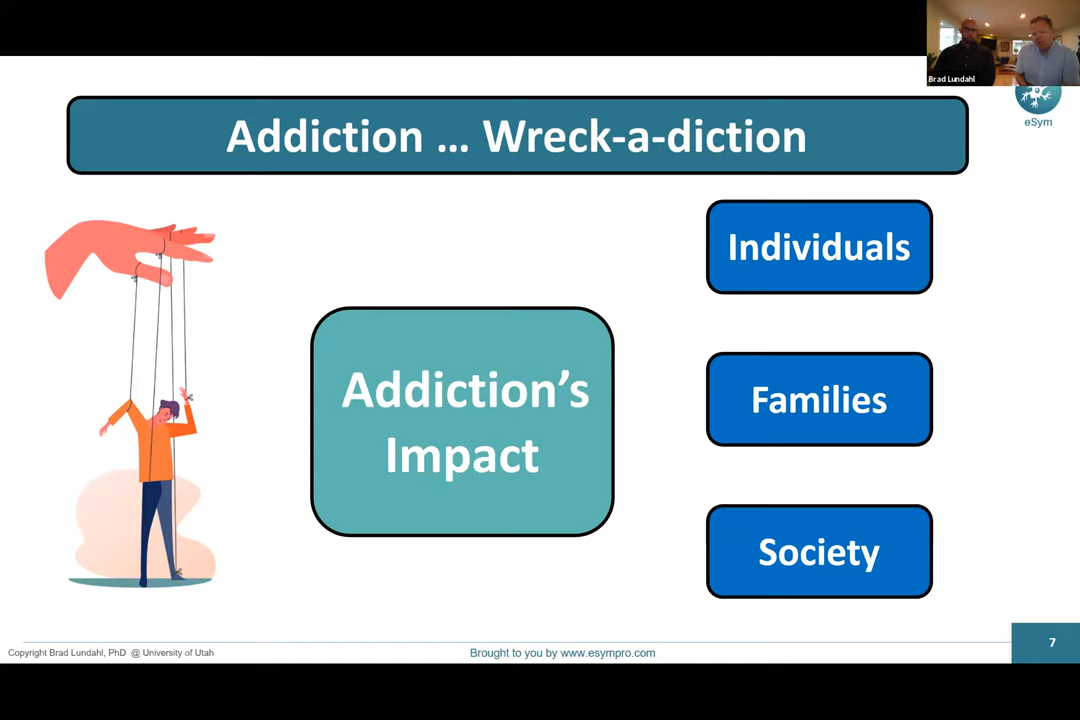 Brad Lundahl
eSym
Addiction ... Wreck-a-diction
Individuals
Addiction’s
Impact
Families
Society
7
Copyright Brad Lundahl, PhD @ University of Utah
Brought to you by www.esympro.com